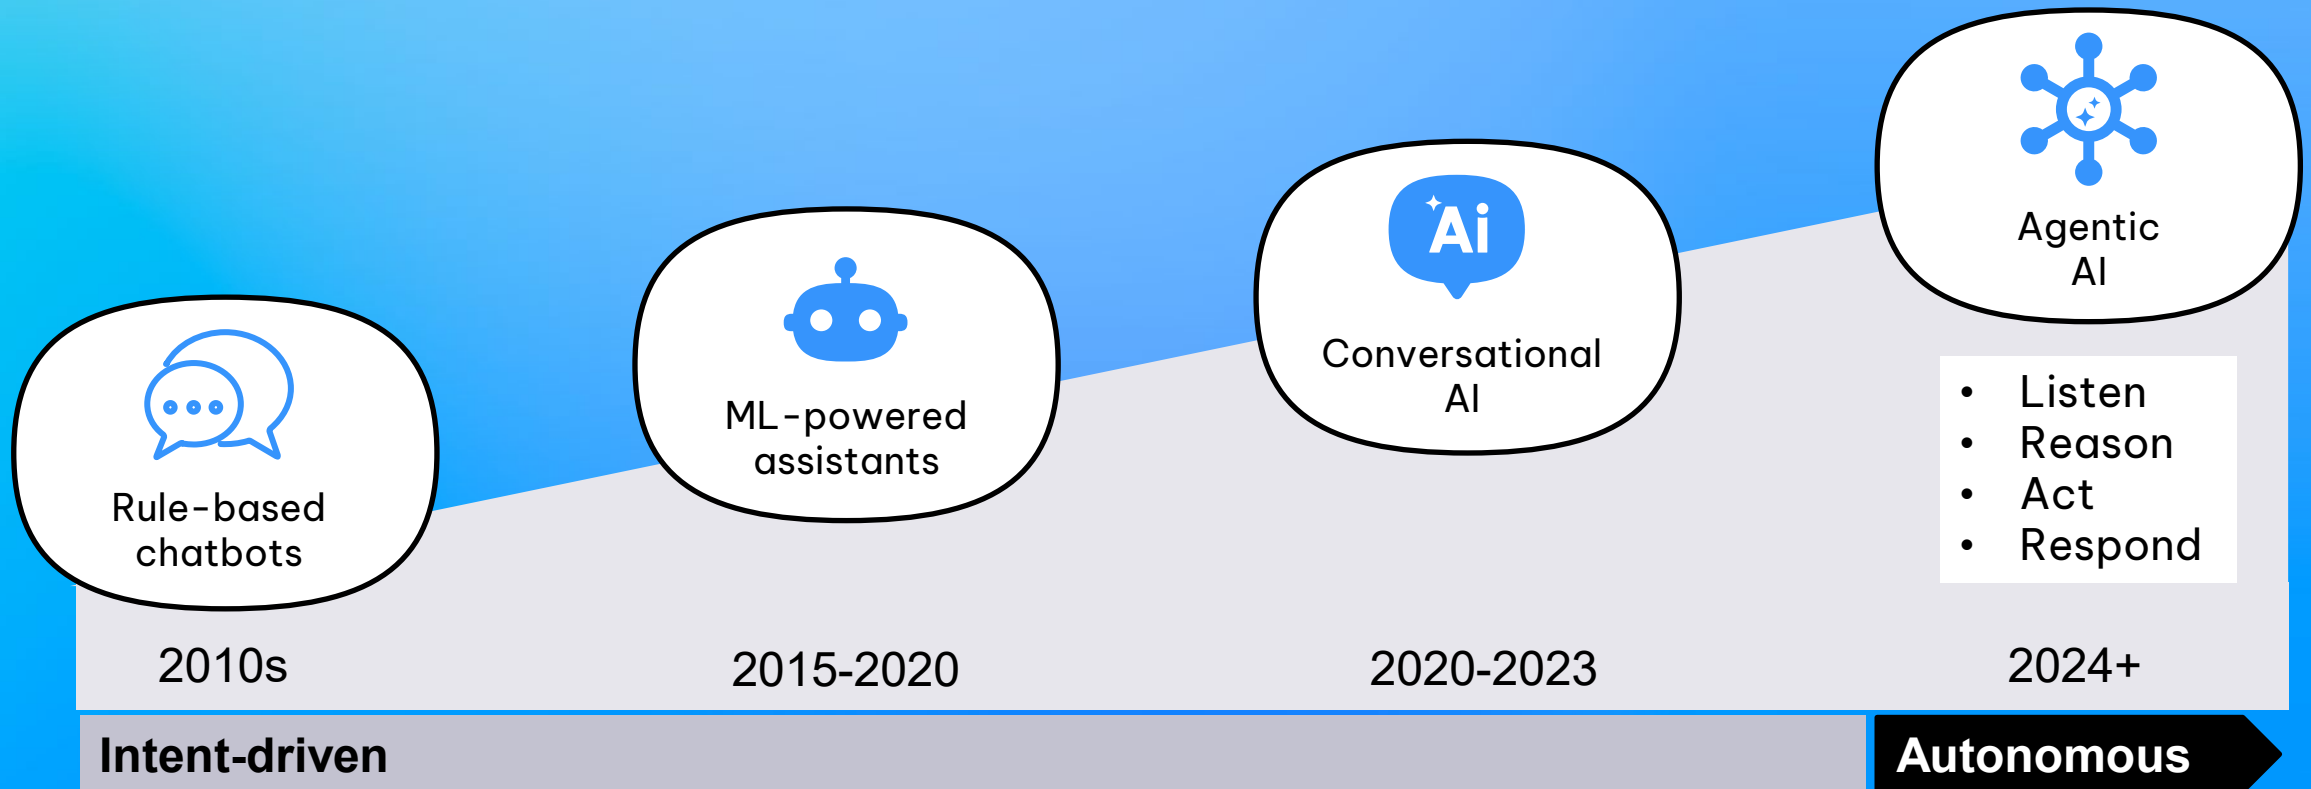 Rule-based
chatbots
2010s
ML-powered
assistants
2015-2020
Ai
Conversational
AI
2020-2023
Agentic
AI
• Listen
• Reason
• Act
• Respond
2024+
Intent-driven
Autonomous